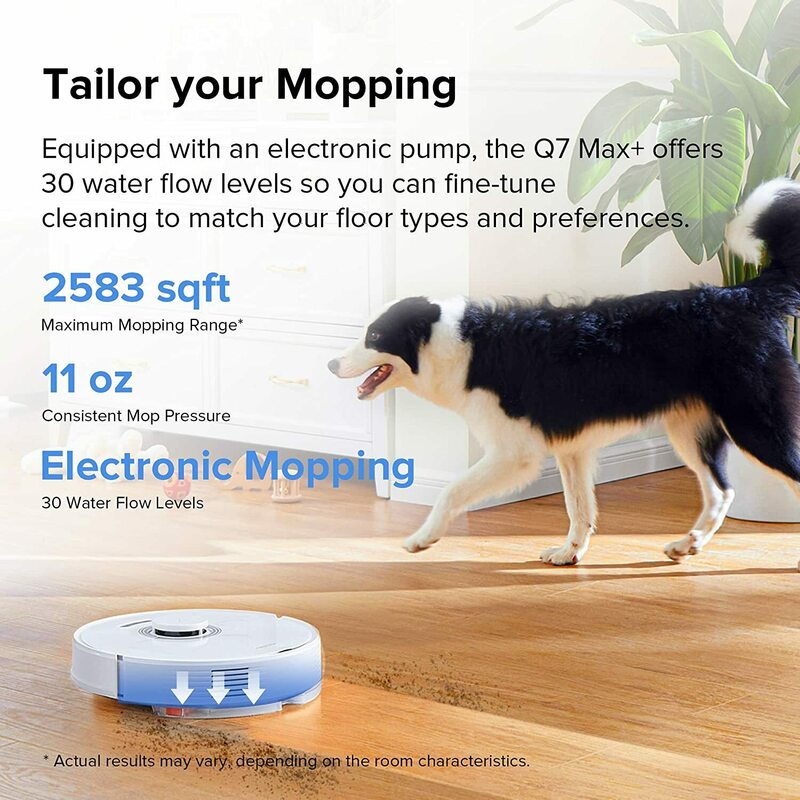 Tailor your Mopping
Equipped with an electronic pump, the Q7 Max+ offers
30 water flow levels so you can fine-tune
cleaning to match your floor types and preferences.
2583 sqft
Maximum Mopping Range*
11 oz
Consistent Mop Pressure
Electronic Mopping
30 Water Flow Levels
* Actual results may vary, depending on the room characteristics.